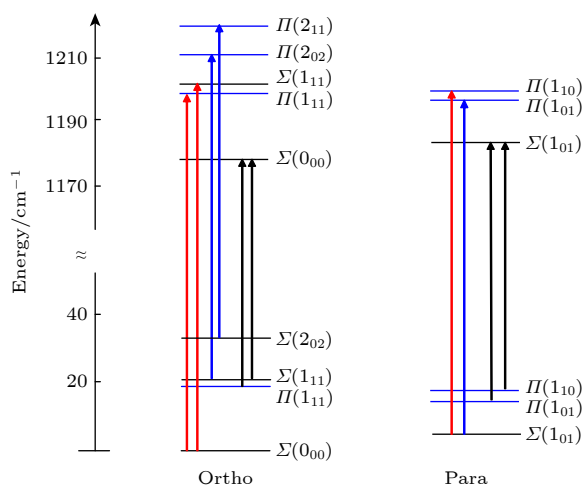 Energy/cm⁻¹
1210
1190
1170
≈
40
20
Π(2₁₁)
Π(2₀₂)
Σ(1₁₁)
Π(1₁₁)
Σ(0₀₀)
Σ(2₀₂)
Σ(1₁₁)
Π(1₁₁)
Σ(0₀₀)
Ortho
Π(1₁₀)
Π(1₀₁)
Σ(1₀₁)
Π(1₁₀)
Π(1₀₁)
Σ(1₀₁)
Para